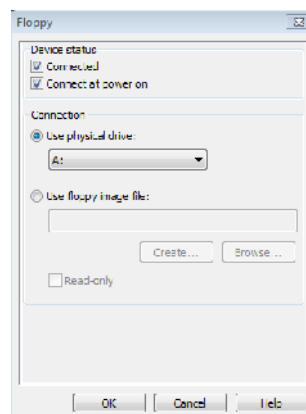 Floppy
Device status
Connected
Connect at power on
Connection
Use physical drive:
A:
Use floppy image file:
Create... Browse...
Read-only
OK Cancel Help